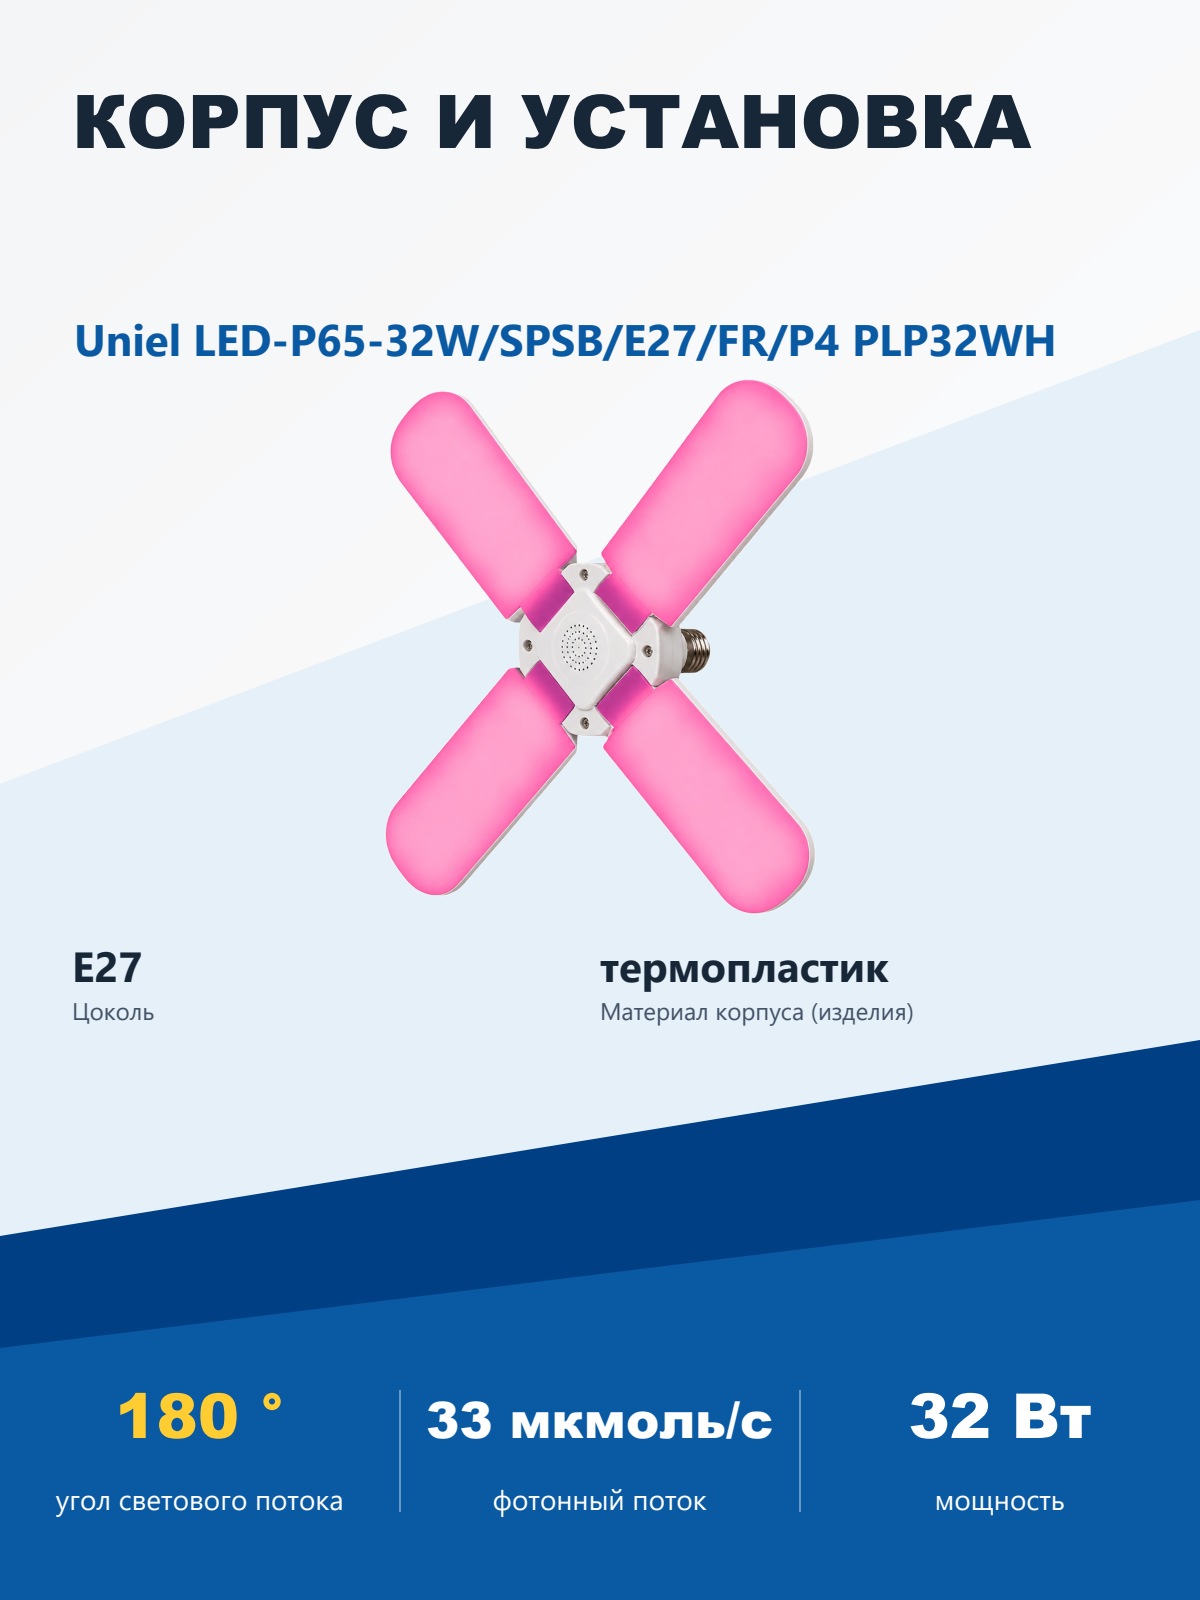 КОРПУС И УСТАНОВКА
Uniel LED-P65-32W/SPSB/E27/FR/P4 PLP32WH
E27
Цоколь
термопластик
Материал корпуса (изделия)
180 °
угол светового потока
33 мкмоль/с
фотонный поток
32 Вт
мощность